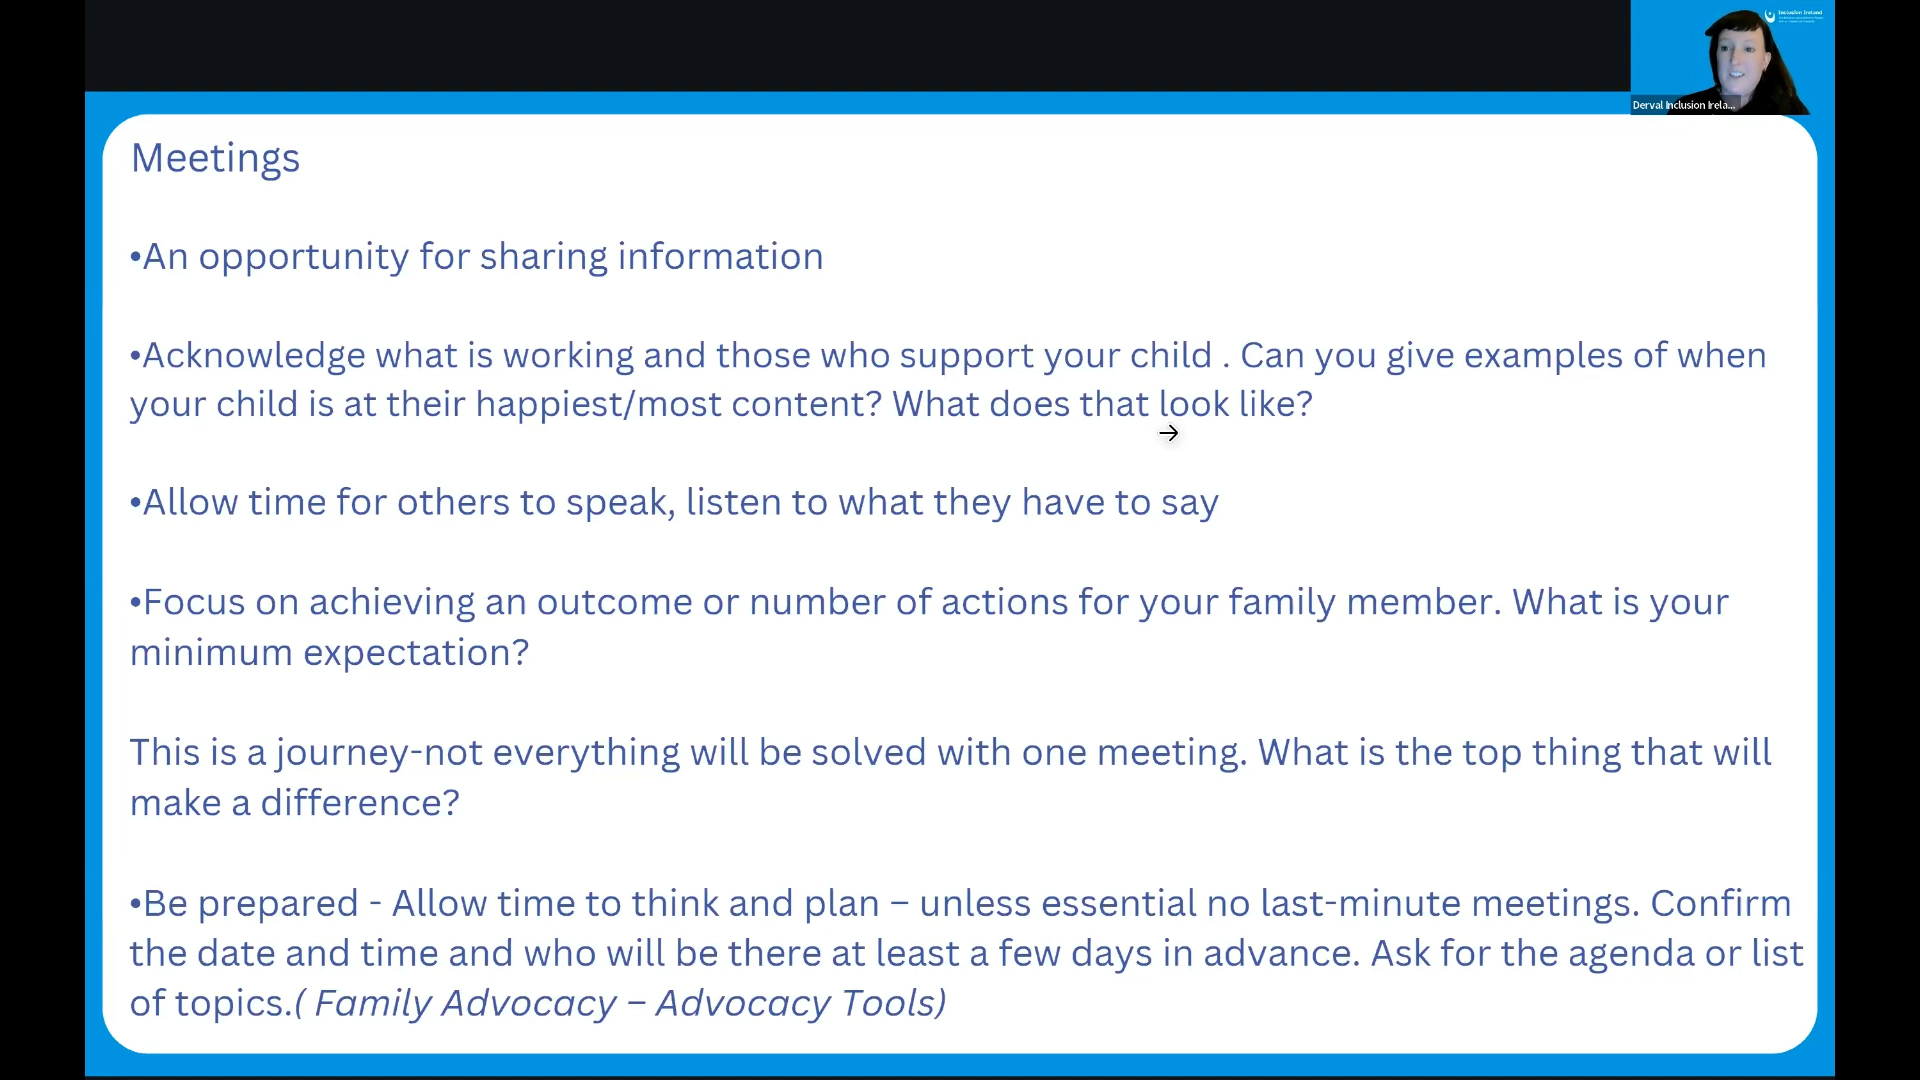 Inclusion Ireland
Derval Inclusion Irela...
Meetings
•An opportunity for sharing information
•Acknowledge what is working and those who support your child . Can you give examples of when
your child is at their happiest/most content? What does that look like?
•Allow time for others to speak, listen to what they have to say
•Focus on achieving an outcome or number of actions for your family member. What is your
minimum expectation?
This is a journey-not everything will be solved with one meeting. What is the top thing that will
make a difference?
•Be prepared - Allow time to think and plan – unless essential no last-minute meetings. Confirm
the date and time and who will be there at least a few days in advance. Ask for the agenda or list
of topics.( Family Advocacy – Advocacy Tools)